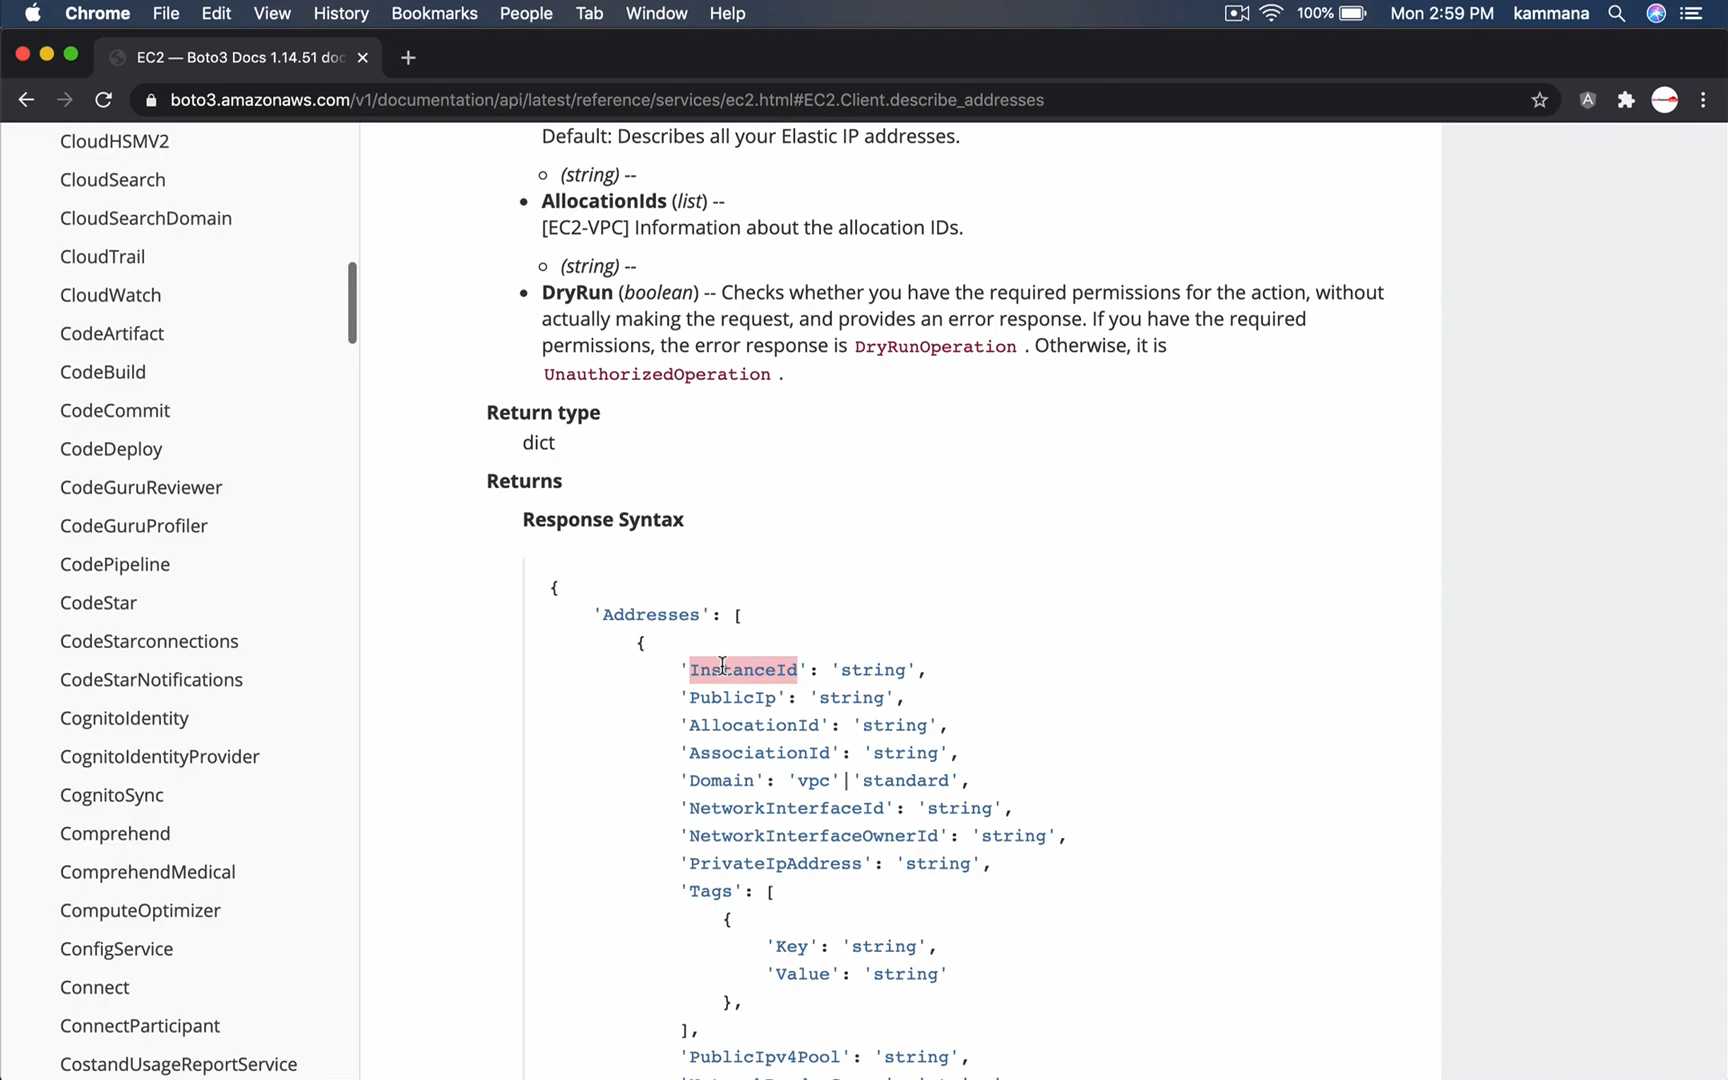 Chrome File Edit View History Bookmarks People Tab Window Help 100% Mon 2:59 PM kammana
EC2 — Boto3 Docs 1.14.51 doc
boto3.amazonaws.com/v1/documentation/api/latest/reference/services/ec2.html#EC2.Client.describe_addresses
CloudHSMV2
CloudSearch
CloudSearchDomain
CloudTrail
CloudWatch
CodeArtifact
CodeBuild
CodeCommit
CodeDeploy
CodeGuruReviewer
CodeGuruProfiler
CodePipeline
CodeStar
CodeStarconnections
CodeStarNotifications
CognitoIdentity
CognitoIdentityProvider
CognitoSync
Comprehend
ComprehendMedical
ComputeOptimizer
ConfigService
Connect
ConnectParticipant
CostandUsageReportService
Default: Describes all your Elastic IP addresses.
(string) --
AllocationIds (list) --
[EC2-VPC] Information about the allocation IDs.
(string) --
DryRun (boolean) -- Checks whether you have the required permissions for the action, without
actually making the request, and provides an error response. If you have the required
permissions, the error response is DryRunOperation . Otherwise, it is
UnauthorizedOperation .
Return type
dict
Returns
Response Syntax
{
'Addresses': [
{
'InstanceId': 'string',
'PublicIp': 'string',
'AllocationId': 'string',
'AssociationId': 'string',
'Domain': 'vpc'|'standard',
'NetworkInterfaceId': 'string',
'NetworkInterfaceOwnerId': 'string',
'PrivateIpAddress': 'string',
'Tags': [
{
'Key': 'string',
'Value': 'string'
},
],
'PublicIpv4Pool': 'string',